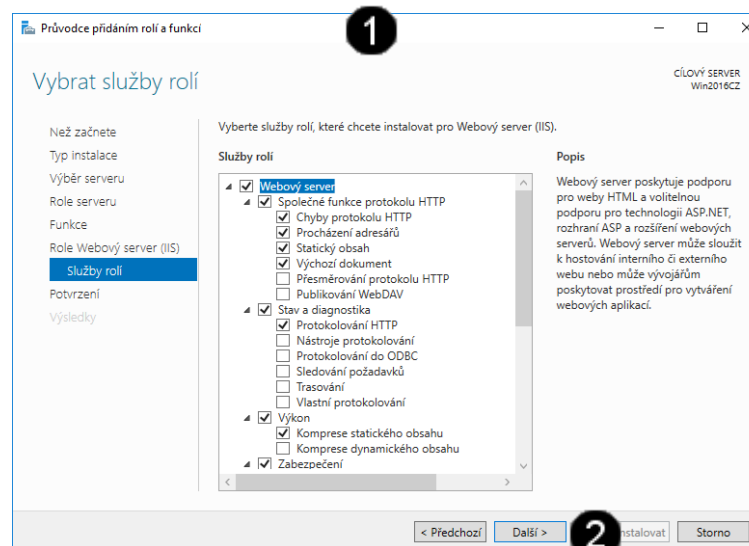 Průvodce přidáním rolí a funkcí
1
Vybrat služby rolí
CÍLOVÝ SERVER
Win2016CZ
Než začnete
Typ instalace
Výběr serveru
Role serveru
Funkce
Role Webový server (IIS)
Služby rolí
Potvrzení
Výsledky
Vyberte služby rolí, které chcete instalovat pro Webový server (IIS).
Služby rolí
Webový server
Společné funkce protokolu HTTP
Chyby protokolu HTTP
Procházení adresářů
Statický obsah
Výchozí dokument
Přesměrování protokolu HTTP
Publikování WebDAV
Stav a diagnostika
Protokolování HTTP
Nástroje protokolování
Protokolování do ODBC
Sledování požadavků
Trasování
Vlastní protokolování
Výkon
Komprese statického obsahu
Komprese dynamického obsahu
Zabezpečení
Popis
Webový server poskytuje podporu
pro weby HTML a volitelnou
podporu pro technologii ASP.NET,
rozhraní ASP a rozšíření webových
serverů. Webový server může sloužit
k hostování interního či externího
webu nebo může vývojářům
poskytovat prostředí pro vytváření
webových aplikací.
< Předchozí
Další >
2
nstalovat
Storno